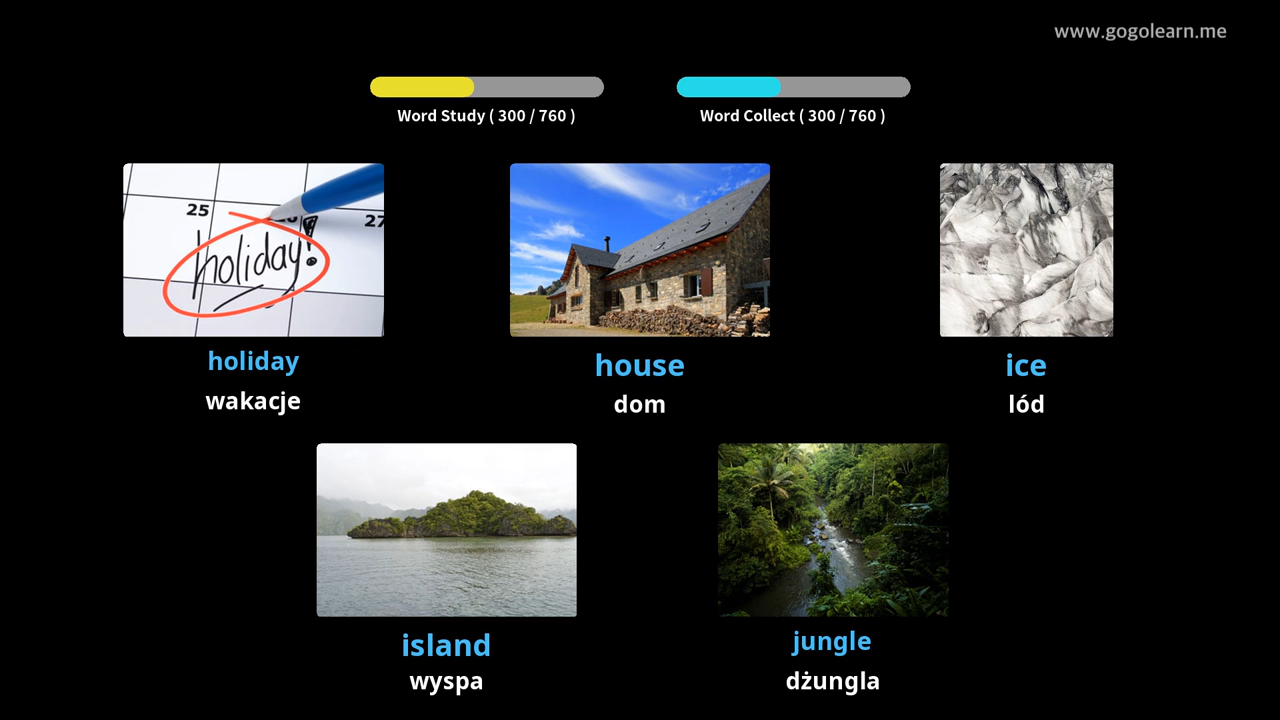 www.gogolearn.me
Word Study ( 300 / 760 )
Word Collect ( 300 / 760 )
25
27
holiday!
holiday
house
ice
wakacje
dom
lód
island
jungle
wyspa
dżungla